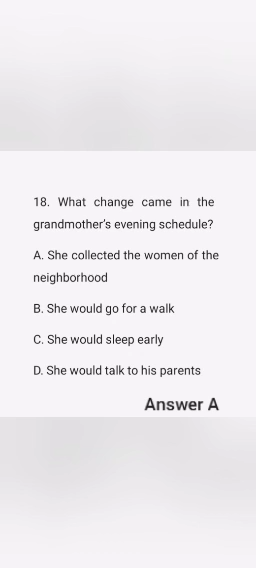 18. What change came in the
grandmother's evening schedule?
A. She collected the women of the
neighborhood
B. She would go for a walk
C. She would sleep early
D. She would talk to his parents
Answer A